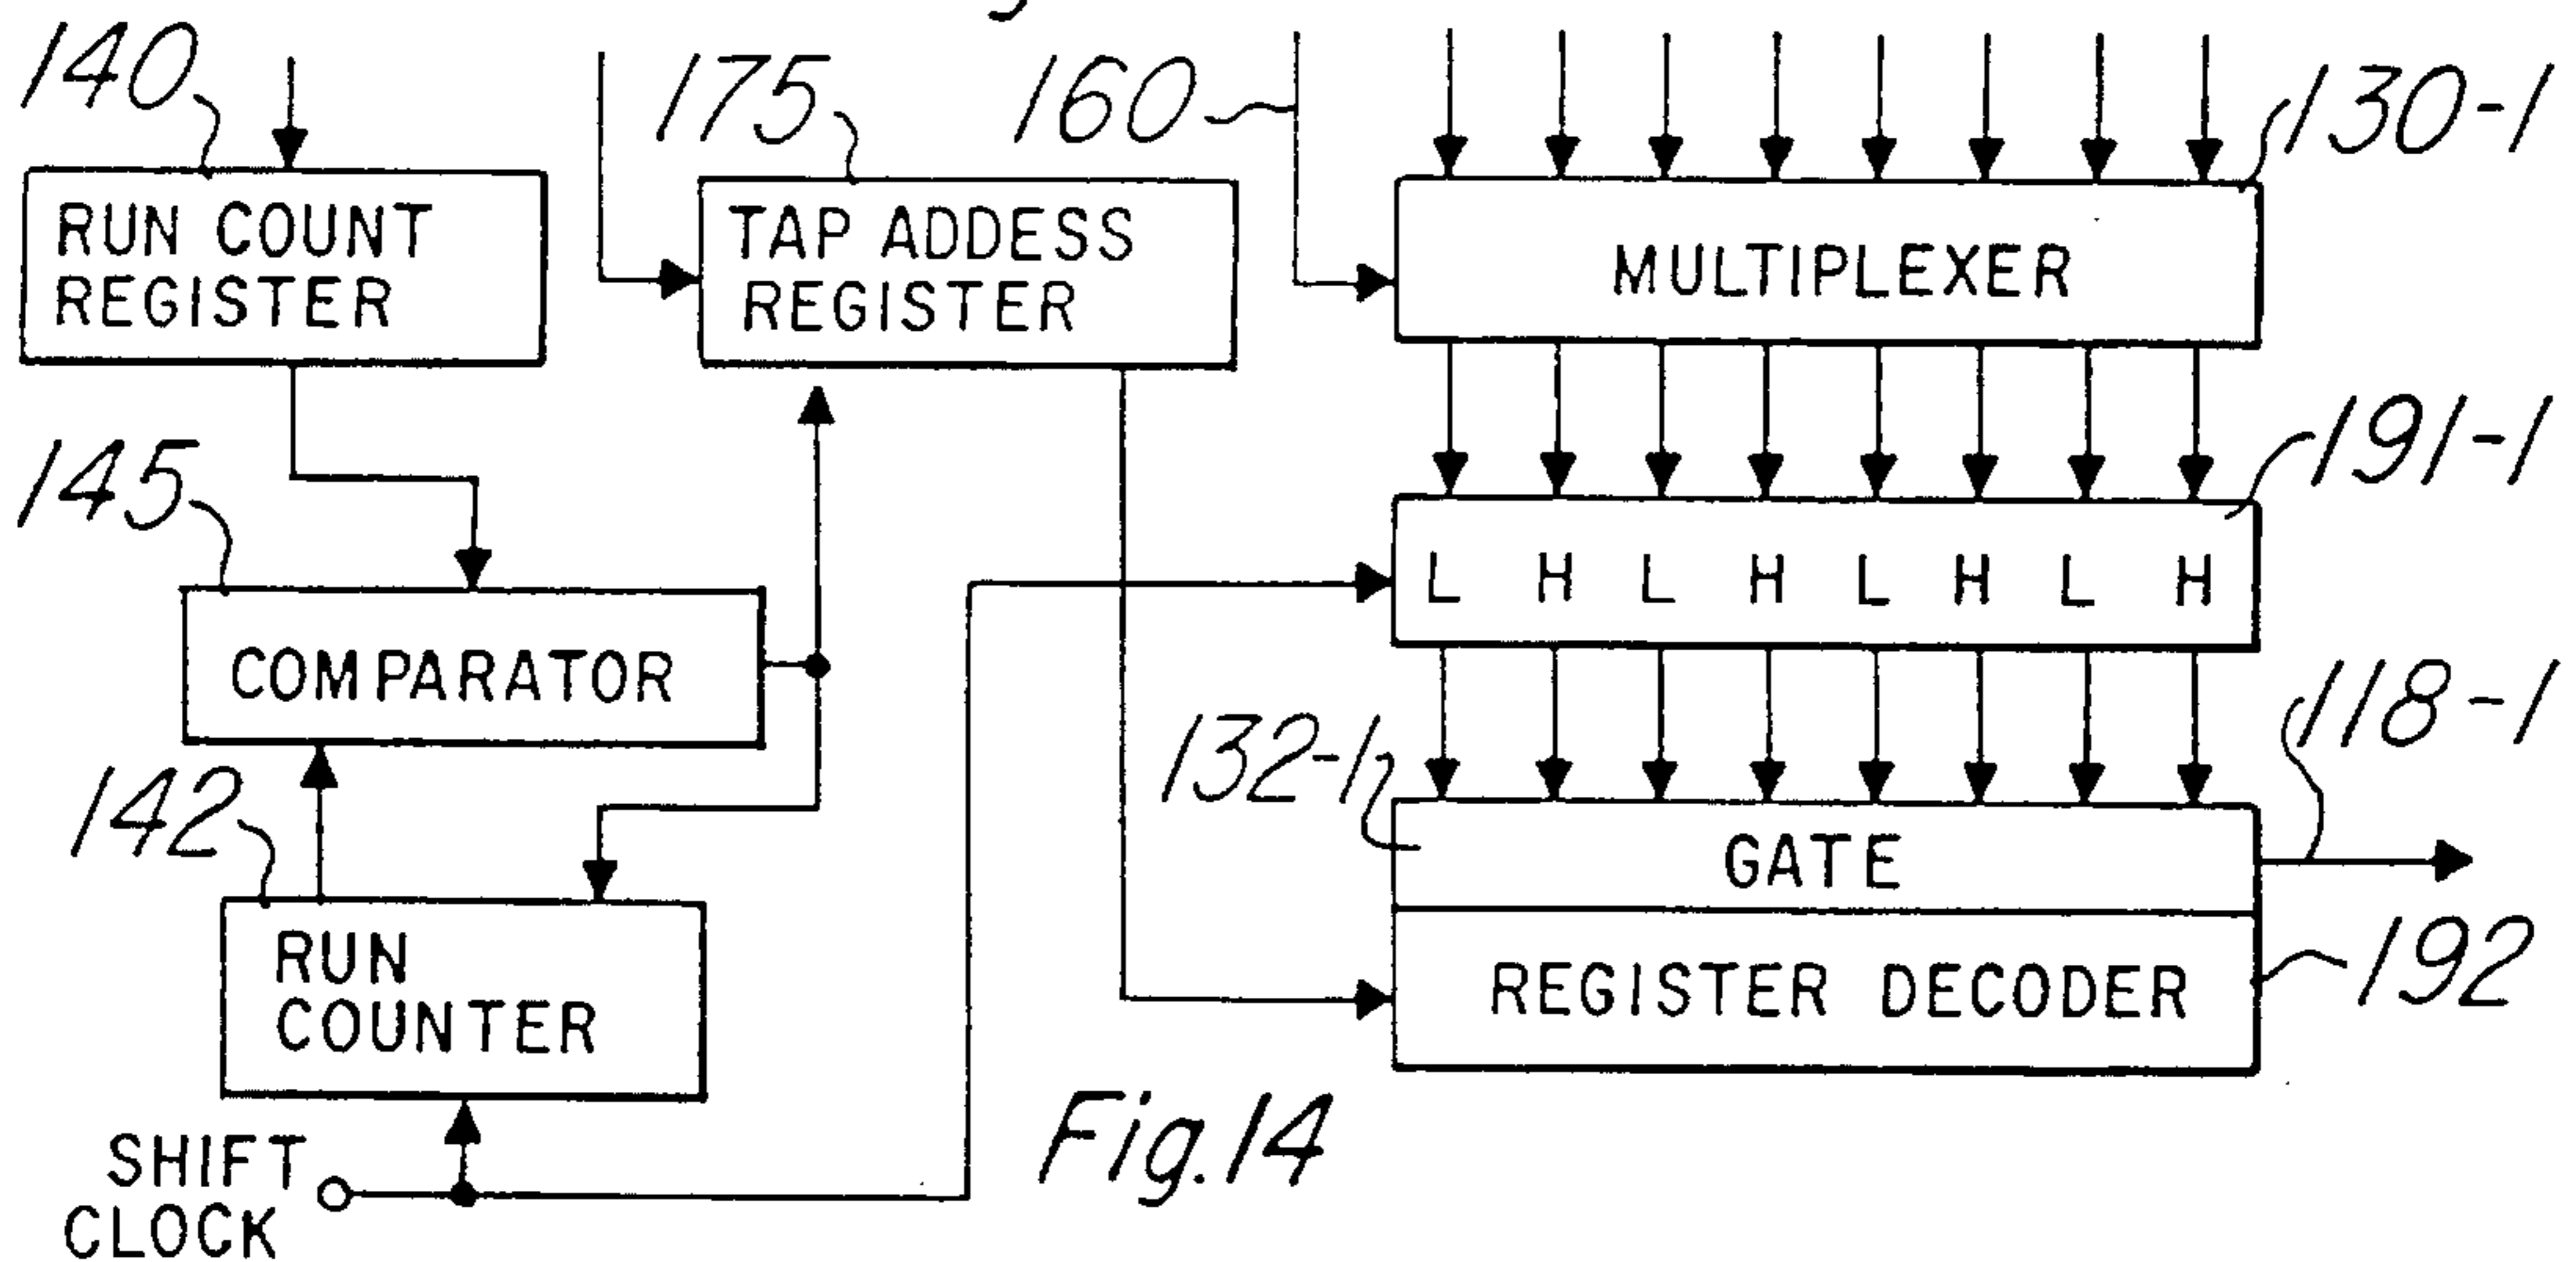 140
175
160
130-1
RUN COUNT
REGISTER
TAP ADDESS
REGISTER
MULTIPLEXER
145
191-1
L H L H L H L H
COMPARATOR
142
132-1
118-1
GATE
RUN
COUNTER
REGISTER DECODER
192
SHIFT
CLOCK
Fig.14